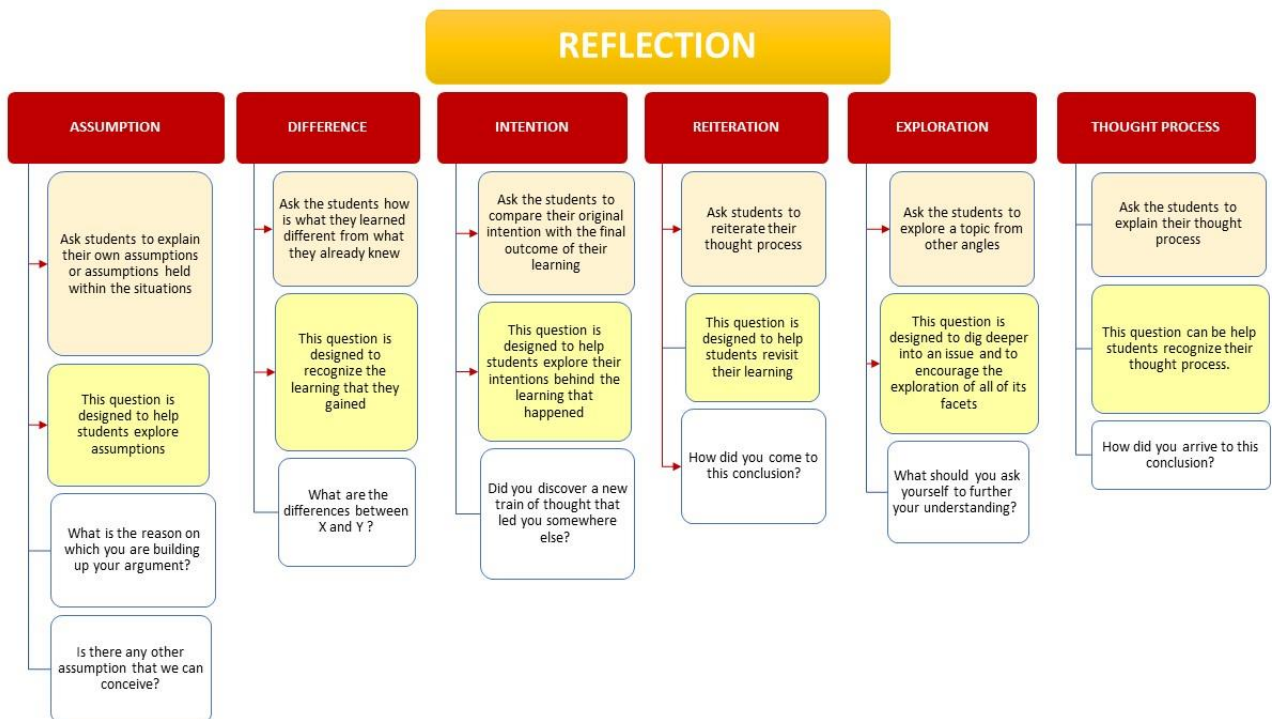 REFLECTION
ASSUMPTION
Ask students to explain
their own assumptions
or assumptions held
within the situations
This question is
designed to help
students explore
assumptions
What is the reason on
which you are building
up your argument?
Is there any other
assumption that we can
conceive?
DIFFERENCE
Ask the students how
is what they learned
different from what
they already knew
This question is
designed to
recognize the
learning that they
gained
What are the
differences between
X and Y ?
INTENTION
Ask the students to
compare their original
intention with the final
outcome of their
learning
This question is
designed to help
students explore their
intentions behind the
learning that
happened
Did you discover a new
train of thought that
led you somewhere
else?
REITERATION
Ask students to
reiterate their
thought process
This question is
designed to help
students revisit
their learning
How did you come to
this conclusion?
EXPLORATION
Ask the students to
explore a topic from
other angles
This question is
designed to dig deeper
into an issue and to
encourage the
exploration of all of its
facets
What should you ask
yourself to further
your understanding?
THOUGHT PROCESS
Ask the students to
explain their thought
process
This question can be help
students recognize their
thought process.
How did you arrive to this
conclusion?